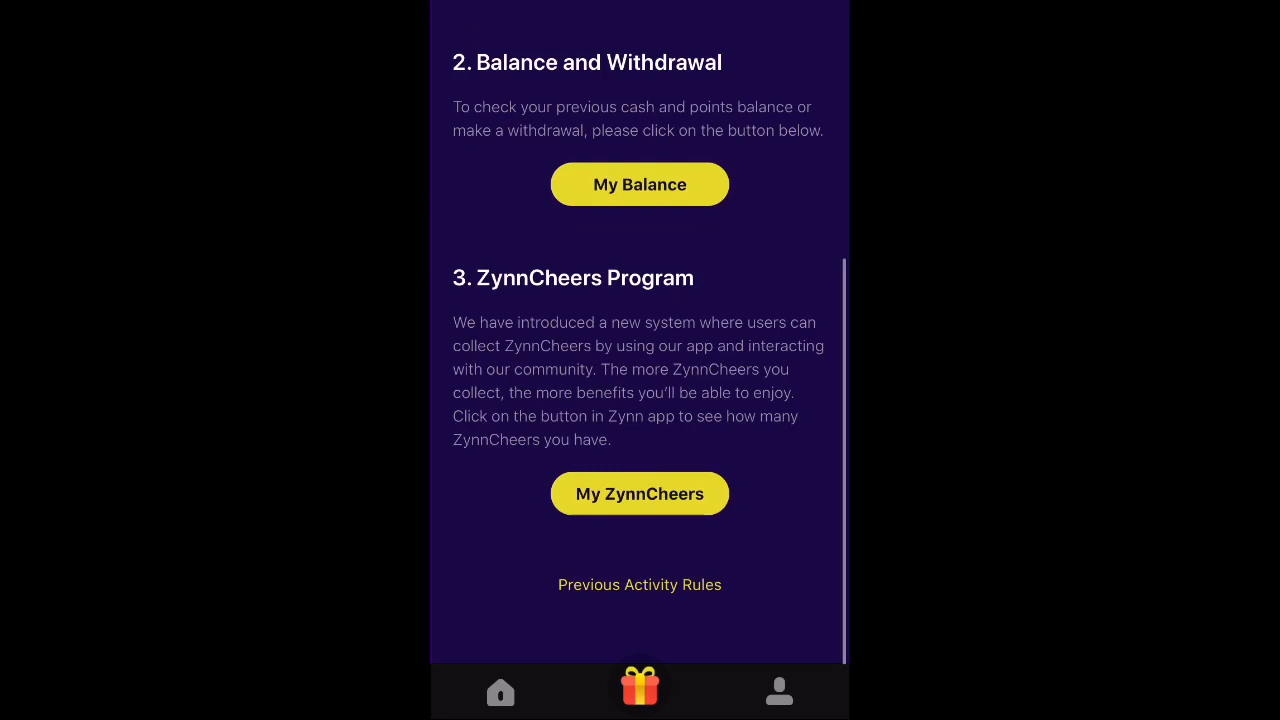 2. Balance and Withdrawal
To check your previous cash and points balance or
make a withdrawal, please click on the button below.
My Balance
3. ZynnCheers Program
We have introduced a new system where users can
collect ZynnCheers by using our app and interacting
with our community. The more ZynnCheers you
collect, the more benefits you’ll be able to enjoy.
Click on the button in Zynn app to see how many
ZynnCheers you have.
My ZynnCheers
Previous Activity Rules